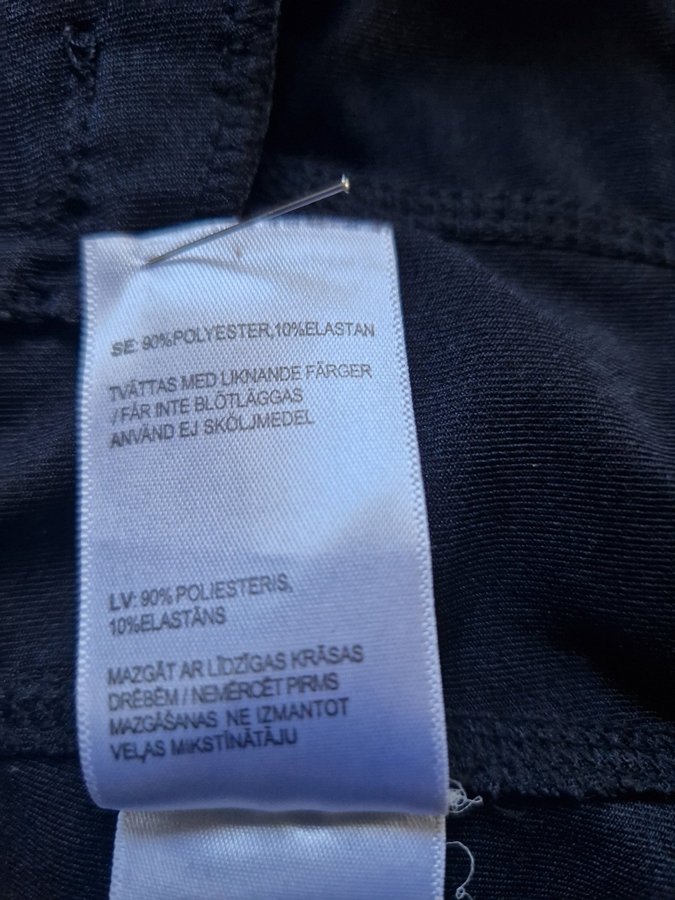 SE: 90%POLYESTER,10%ELASTAN
TVÄTTAS MED LIKNANDE FÄRGER
/ FÅR INTE BLÖTLÄGGAS
ANVÄND EJ SKÖLJMEDEL
LV: 90% POLIESTERIS,
10%ELASTĀNS
MAZGĀT AR LĪDZĪGAS KRĀSAS
DRĒBĒM / NEMĒRCĒT PIRMS
MAZGĀŠANAS NE IZMANTOT
VEĻAS MĪKSTĪNĀTĀJU